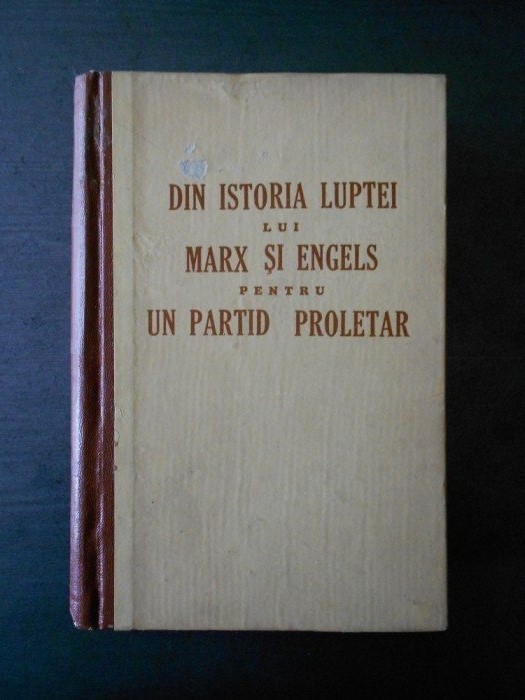 DIN ISTORIA LUPTEI
LUI
MARX ŞI ENGELS
PENTRU
UN PARTID PROLETAR